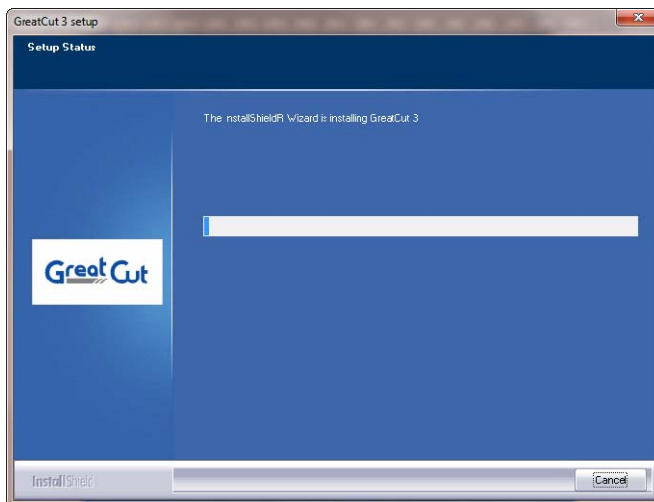 GreatCut 3 setup
Setup Status
The nstallShieldR Wizard is installing GreatCut 3
Great Cut
InstallShield
Cancel